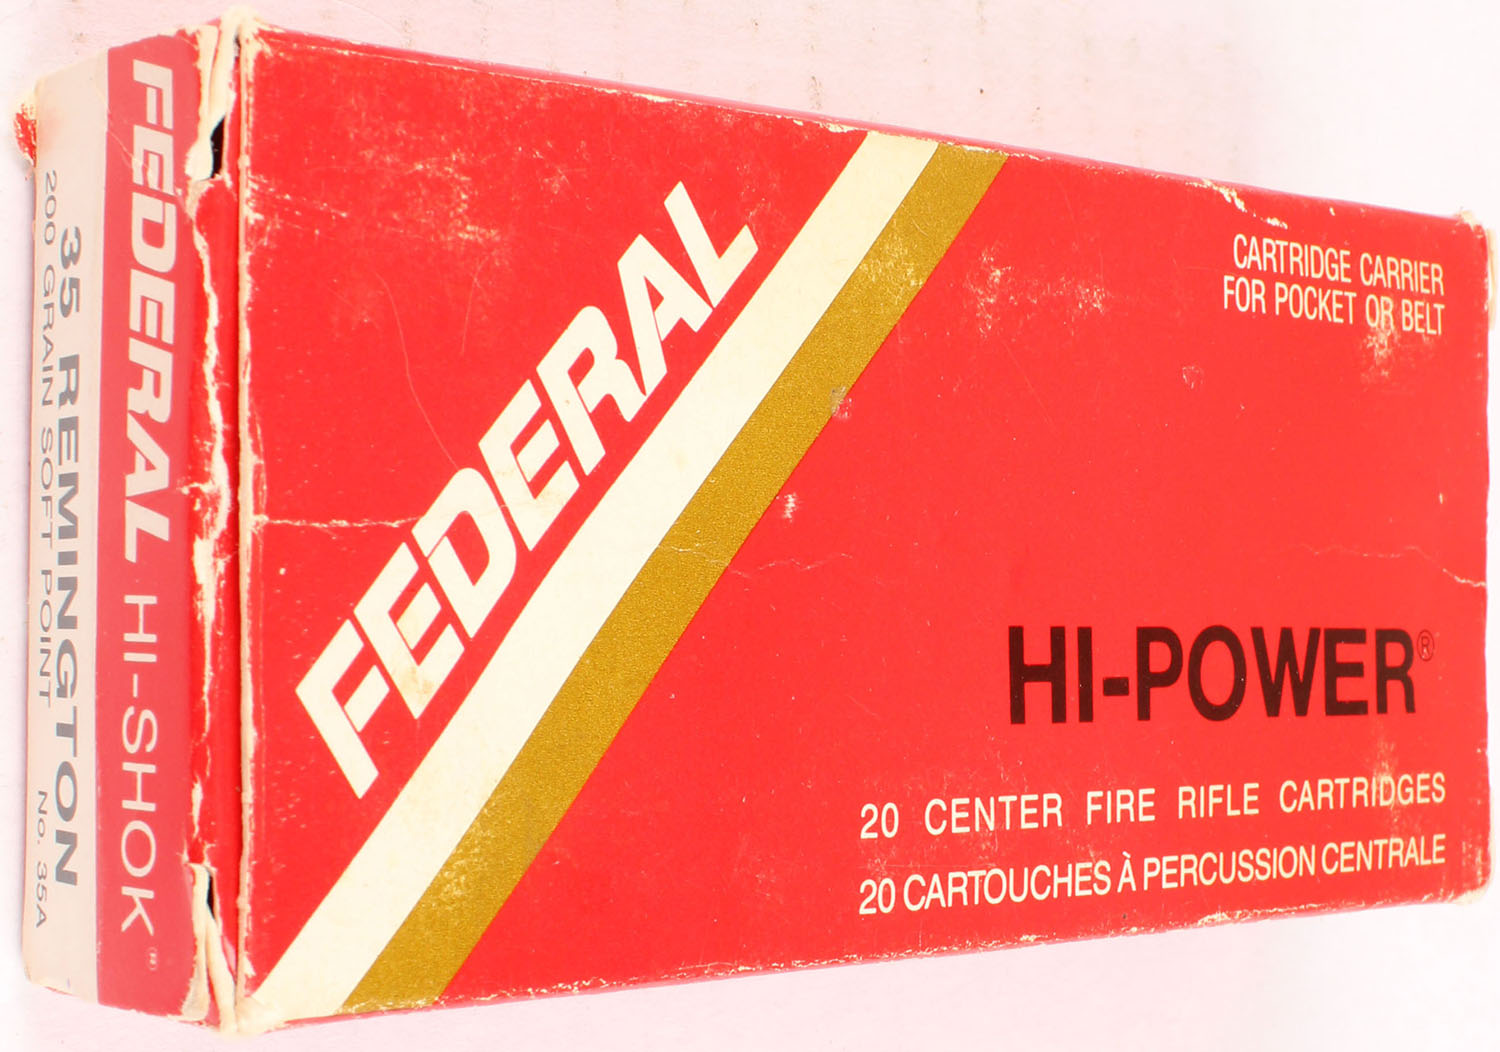 FEDERAL HI-SHOK®
35 REMINGTON
200 GRAIN SOFT POINT No. 35A
FEDERAL
CARTRIDGE CARRIER
FOR POCKET OR BELT
HI-POWER®
20 CENTER FIRE RIFLE CARTRIDGES
20 CARTOUCHES À PERCUSSION CENTRALE